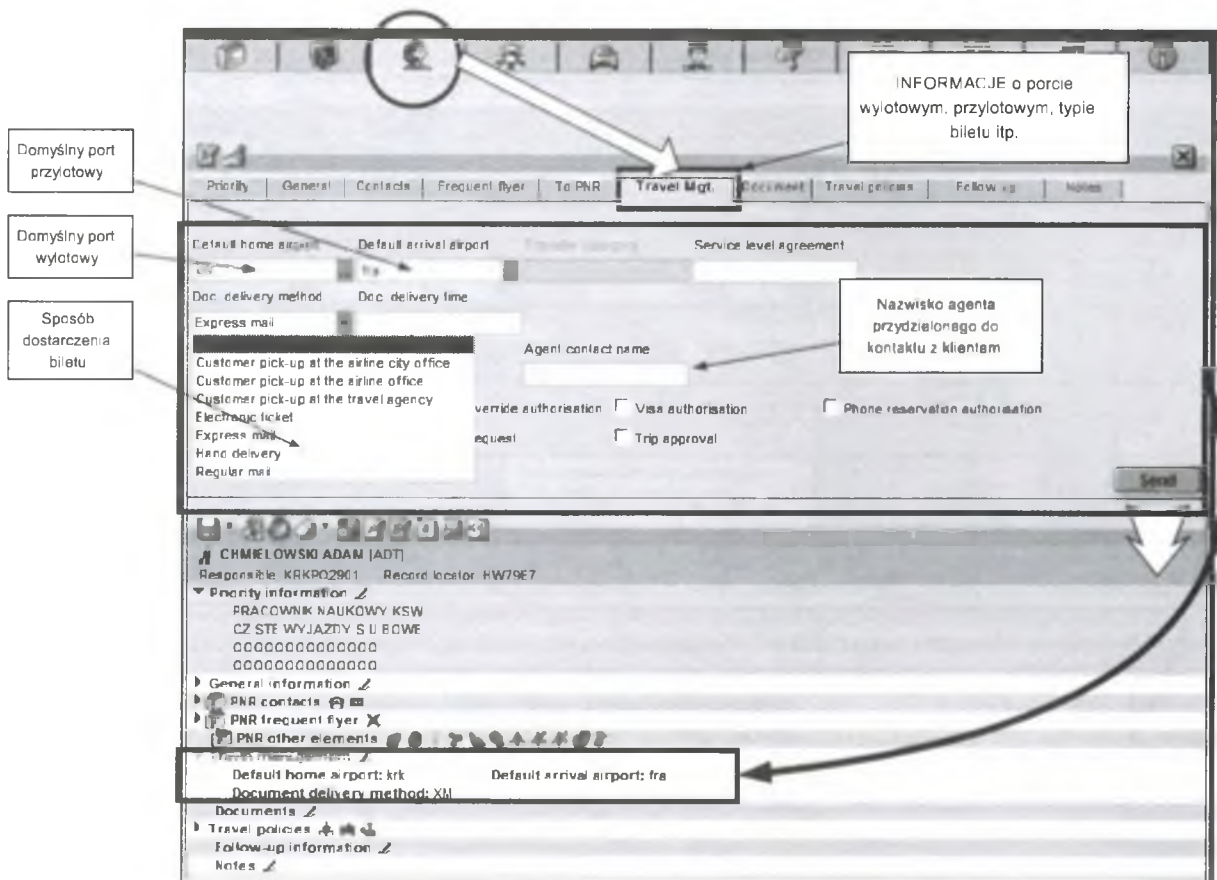 INFORMACJE o porcie
wylotowym, przylotowym, typie
biletu itp.
Domyślny port
przylotowy
Priority General Contacts Frequent flyer To PNR Travel Mgt. Document Travel policies Follow up Notes
Domyślny port
wylotowy
Default home airport Default arrival airport Service level agreement
fra
Doc. delivery method Doc. delivery time
Sposób
dostarczenia
biletu
Express mail
Nazwisko agenta
przydzielonego do
kontaktu z klientem
Agent contact name
Customer pick-up at the airline city office
Customer pick-up at the airline office
Customer pick-up at the travel agency
Electronic ticket
Express mail
Hand delivery
Regular mail
verride authorisation Visa authorisation Phone reservation authorisation
equest Trip approval
Send
CHMIELOWSKI ADAM [ADT]
Responsible: KRKPO2901 Record locator: HW79E7
Priority information
PRACOWNIK NAUKOWY KSW
CZ STE WYJAZDY S U BOWE
General information
PNR contacts
PNR frequent flyer
PNR other elements
Default home airport: krk Default arrival airport: fra
Document delivery method: XM
Documents
Travel policies
Follow-up information
Notes